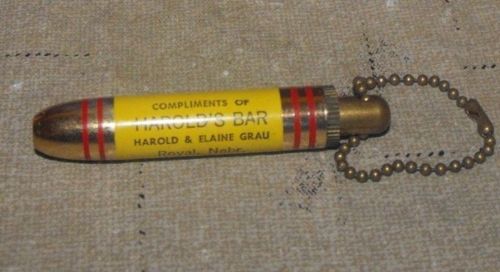 COMPLIMENTS OF
HAROLD'S BAR
HAROLD & ELAINE GRAU
Royal, Nebr.